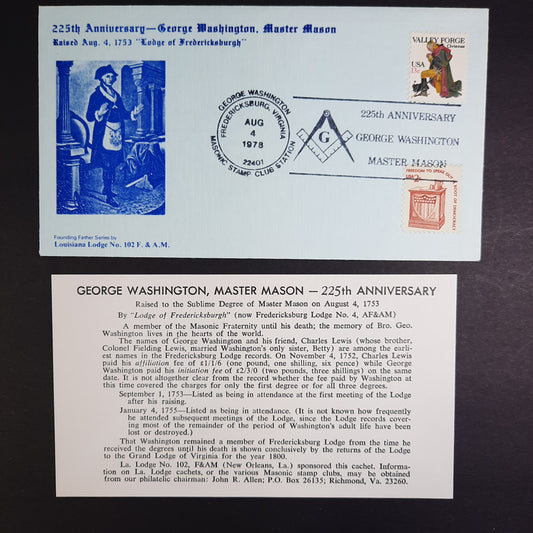 225th Anniversary—George Washington, Master Mason
Raised Aug. 4, 1753 "Lodge of Fredericksburgh"
VALLEY FORGE
Christmas
USA
13c
GEORGE WASHINGTON
FREDERICKSBURG, VIRGINIA
AUG
4
1978
22401
MASONIC STAMP CLUB STATION
G
225th ANNIVERSARY
GEORGE WASHINGTON
MASTER MASON
FREEDOM TO SPEAK OUT
ROOT OF DEMOCRACY
USA 2c
Founding Father Series by
Louisiana Lodge No. 102 F. & A.M.
GEORGE WASHINGTON, MASTER MASON — 225th ANNIVERSARY
Raised to the Sublime Degree of Master Mason on August 4, 1753
By "Lodge of Fredericksburgh" (now Fredericksburg Lodge No. 4, AF&AM)
A member of the Masonic Fraternity until his death; the memory of Bro. Geo.
Washington lives in the hearts of the world.
The names of George Washington and his friend, Charles Lewis (whose brother,
Colonel Fielding Lewis, married Washington's only sister, Betty) are among the earli-
est names in the Fredericksburg Lodge records. On November 4, 1752, Charles Lewis
paid his affiliation fee of £1/1/6 (one pound, one shilling, six pence) while George
Washington paid his initiation fee of £2/3/0 (two pounds, three shillings) on the same
date. It is not altogether clear from the record whether the fee paid by Washington at
this time covered the charges for only the first degree or for all three degrees.
September 1, 1753—Listed as being in attendance at the first meeting of the Lodge
after his raising.
January 4, 1755—Listed as being in attendance. (It is not known how frequently
he attended subsequent meetings of the Lodge, since the Lodge records cover-
ing most of the remainder of the period of Washington's adult life have been
lost or destroyed.)
That Washington remained a member of Fredericksburg Lodge from the time he
received the degrees until his death is shown conclusively by the returns of the Lodge
to the Grand Lodge of Virginia for the year 1800.
La. Lodge No. 102, F&AM (New Orleans, La.) sponsored this cachet. Informa-
tion on La. Lodge cachets, or the various Masonic stamp clubs, may be obtained
from our philatelic chairman: John R. Allen; P.O. Box 26135; Richmond, Va. 23260.